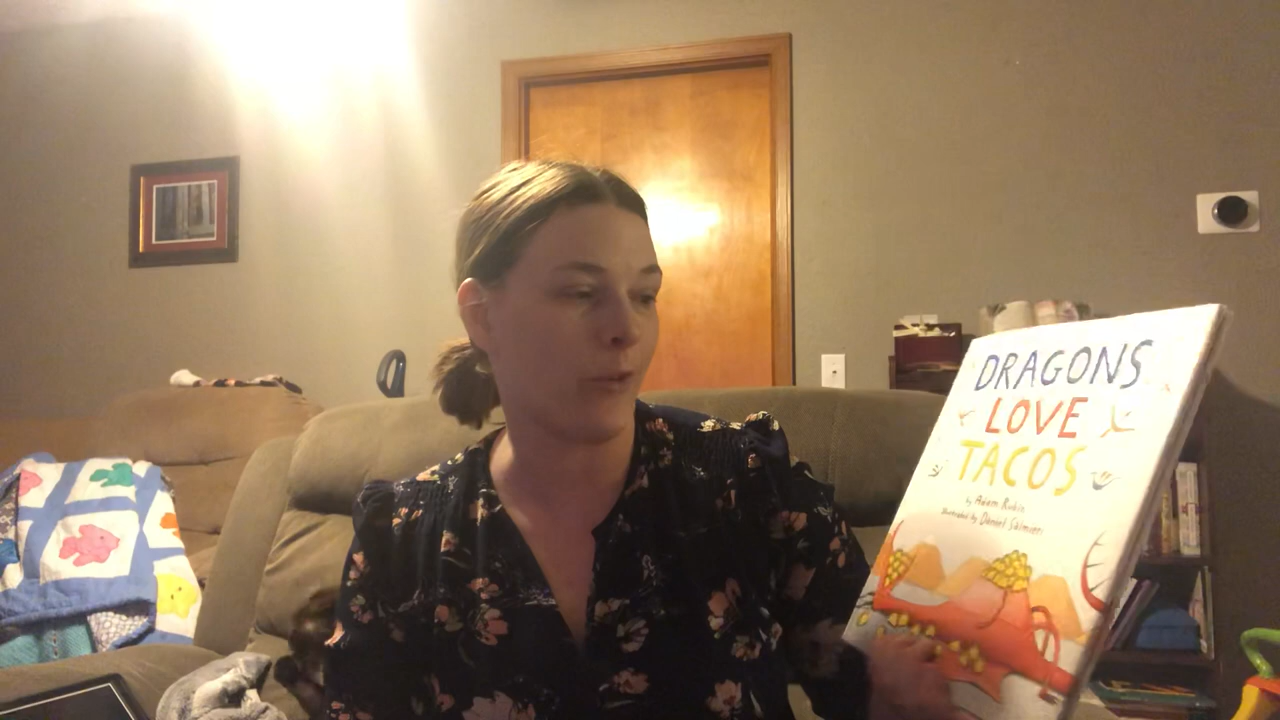 DRAGONS
LOVE
TACOS
by Adam Rubin
illustrated by Daniel Salmieri